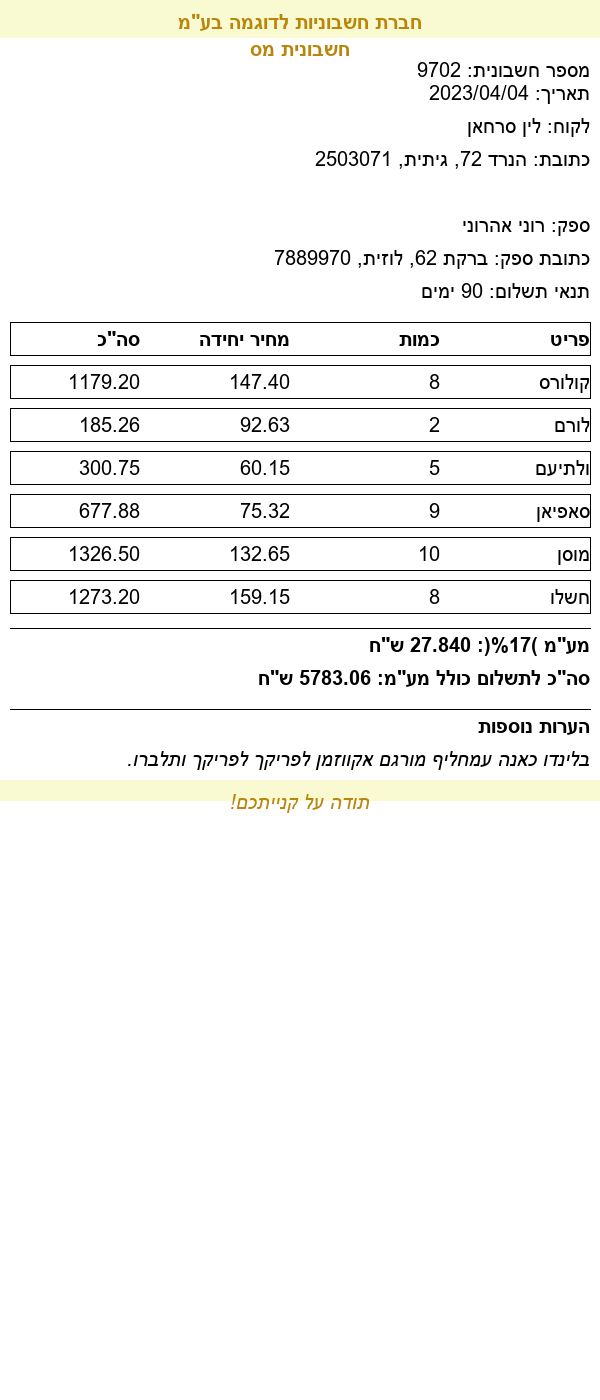 חברת חשבוניות לדוגמה בע"מ
חשבונית מס
מספר חשבונית: 9702
תאריך: 2023/04/04
לקוח: לין סרחאן
כתובת: הנרד 72, גיתית, 2503071
ספק: רוני אהרוני
כתובת ספק: ברקת 62, לוזית, 7889970
תנאי תשלום: 90 ימים
פריט כמות מחיר יחידה סה"כ
קולורס 8 147.40 1179.20
לורם 2 92.63 185.26
ולתיעם 5 60.15 300.75
סאפיאן 9 75.32 677.88
מוסן 10 132.65 1326.50
חשלו 8 159.15 1273.20
מע"מ )17%(: 27.840 ש"ח
סה"כ לתשלום כולל מע"מ: 5783.06 ש"ח
הערות נוספות
בלינדו כאנה עמחליף מורגם אקווזמן לפריקך לפריקך ותלברו.
תודה על קנייתכם!